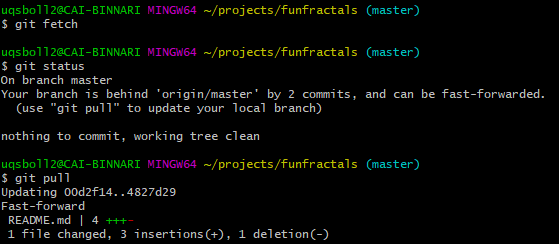 uqsboll2@CAI-BINNARI MINGW64 ~/projects/funfractals (master)
$ git fetch
uqsboll2@CAI-BINNARI MINGW64 ~/projects/funfractals (master)
$ git status
On branch master
Your branch is behind 'origin/master' by 2 commits, and can be fast-forwarded.
(use "git pull" to update your local branch)
nothing to commit, working tree clean
uqsboll2@CAI-BINNARI MINGW64 ~/projects/funfractals (master)
$ git pull
Updating 00d2f14..4827d29
Fast-forward
README.md | 4 +++-
1 file changed, 3 insertions(+), 1 deletion(-)